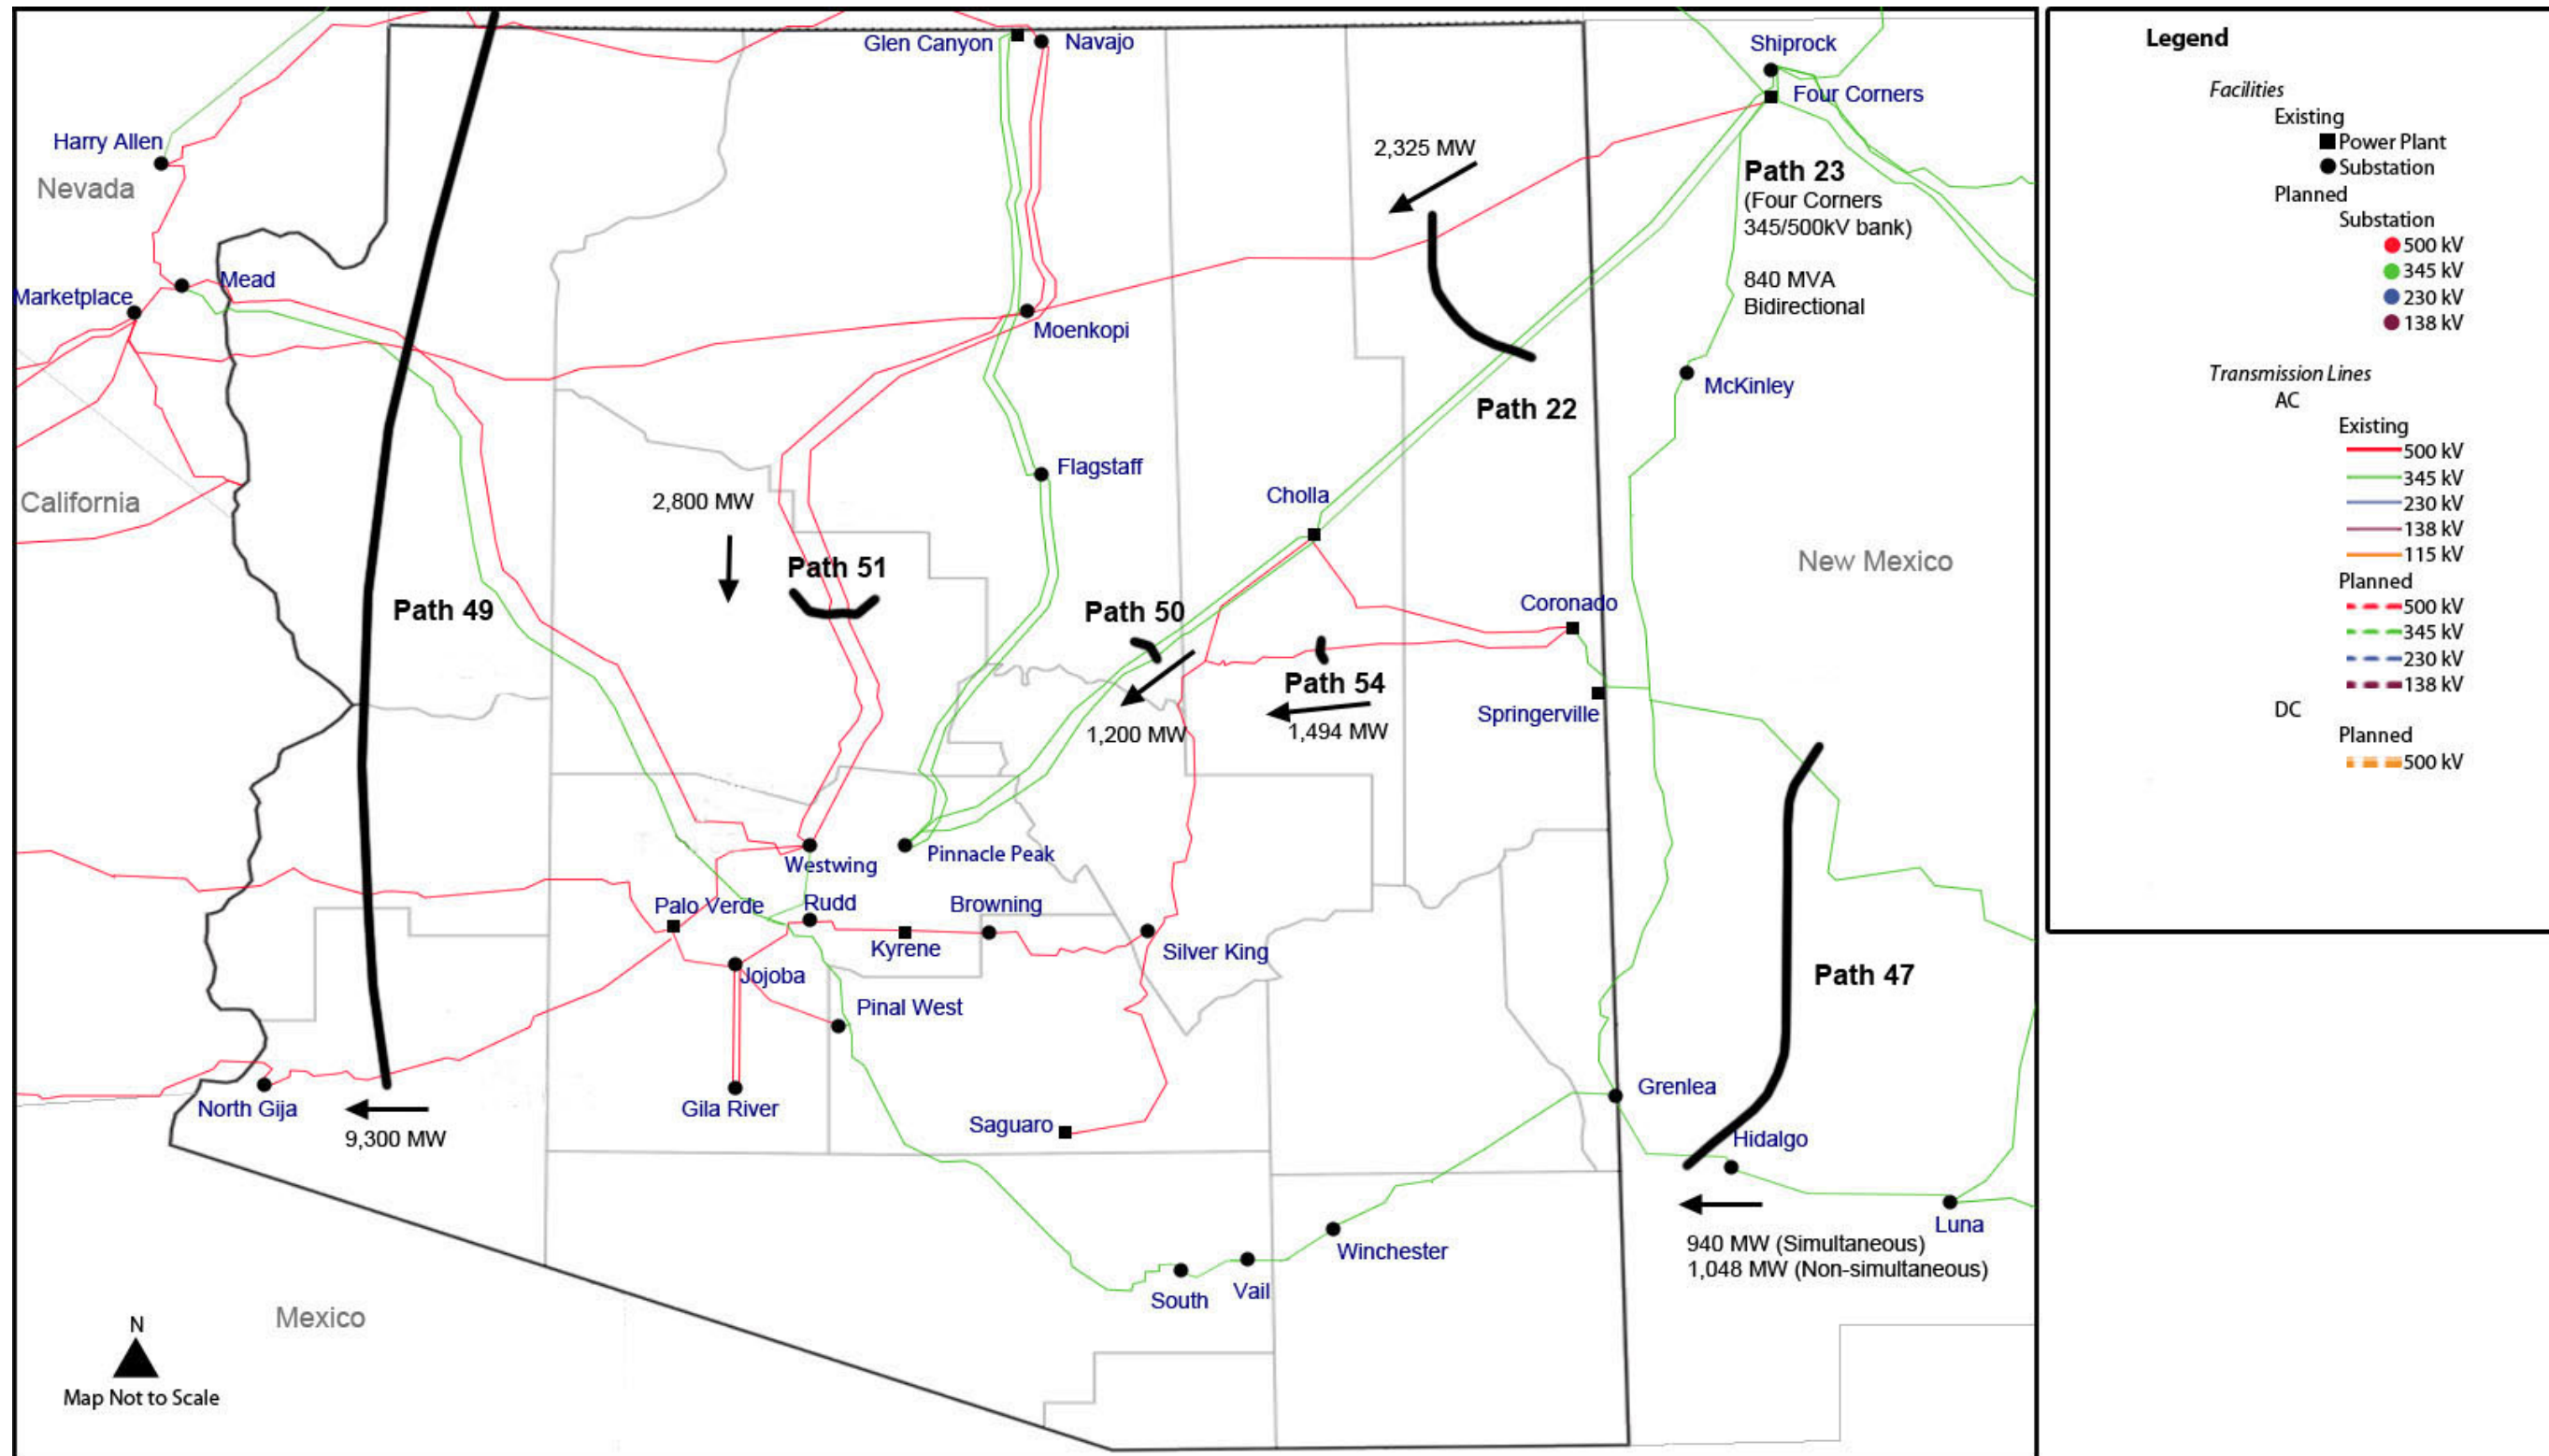 Glen Canyon
Navajo
Shiprock
Four Corners
Harry Allen
Nevada
2,325 MW
Path 23
(Four Corners
345/500kV bank)
840 MVA
Bidirectional
Mead
Marketplace
Moenkopi
McKinley
Path 22
Flagstaff
Cholla
California
2,800 MW
New Mexico
Path 51
Path 49
Path 50
Coronado
Path 54
1,200 MW
1,494 MW
Springerville
Westwing
Pinnacle Peak
Palo Verde
Rudd
Browning
Kyrene
Silver King
Jojoba
Path 47
Pinal West
North Gija
Gila River
Saguaro
Grenlea
Hidalgo
9,300 MW
Luna
940 MW (Simultaneous)
1,048 MW (Non-simultaneous)
Winchester
Vail
South
Mexico
N
Map Not to Scale
Legend
Facilities
Existing
Power Plant
Substation
Planned
Substation
500 kV
345 kV
230 kV
138 kV
Transmission Lines
AC
Existing
500 kV
345 kV
230 kV
138 kV
115 kV
Planned
500 kV
345 kV
230 kV
138 kV
DC
Planned
500 kV